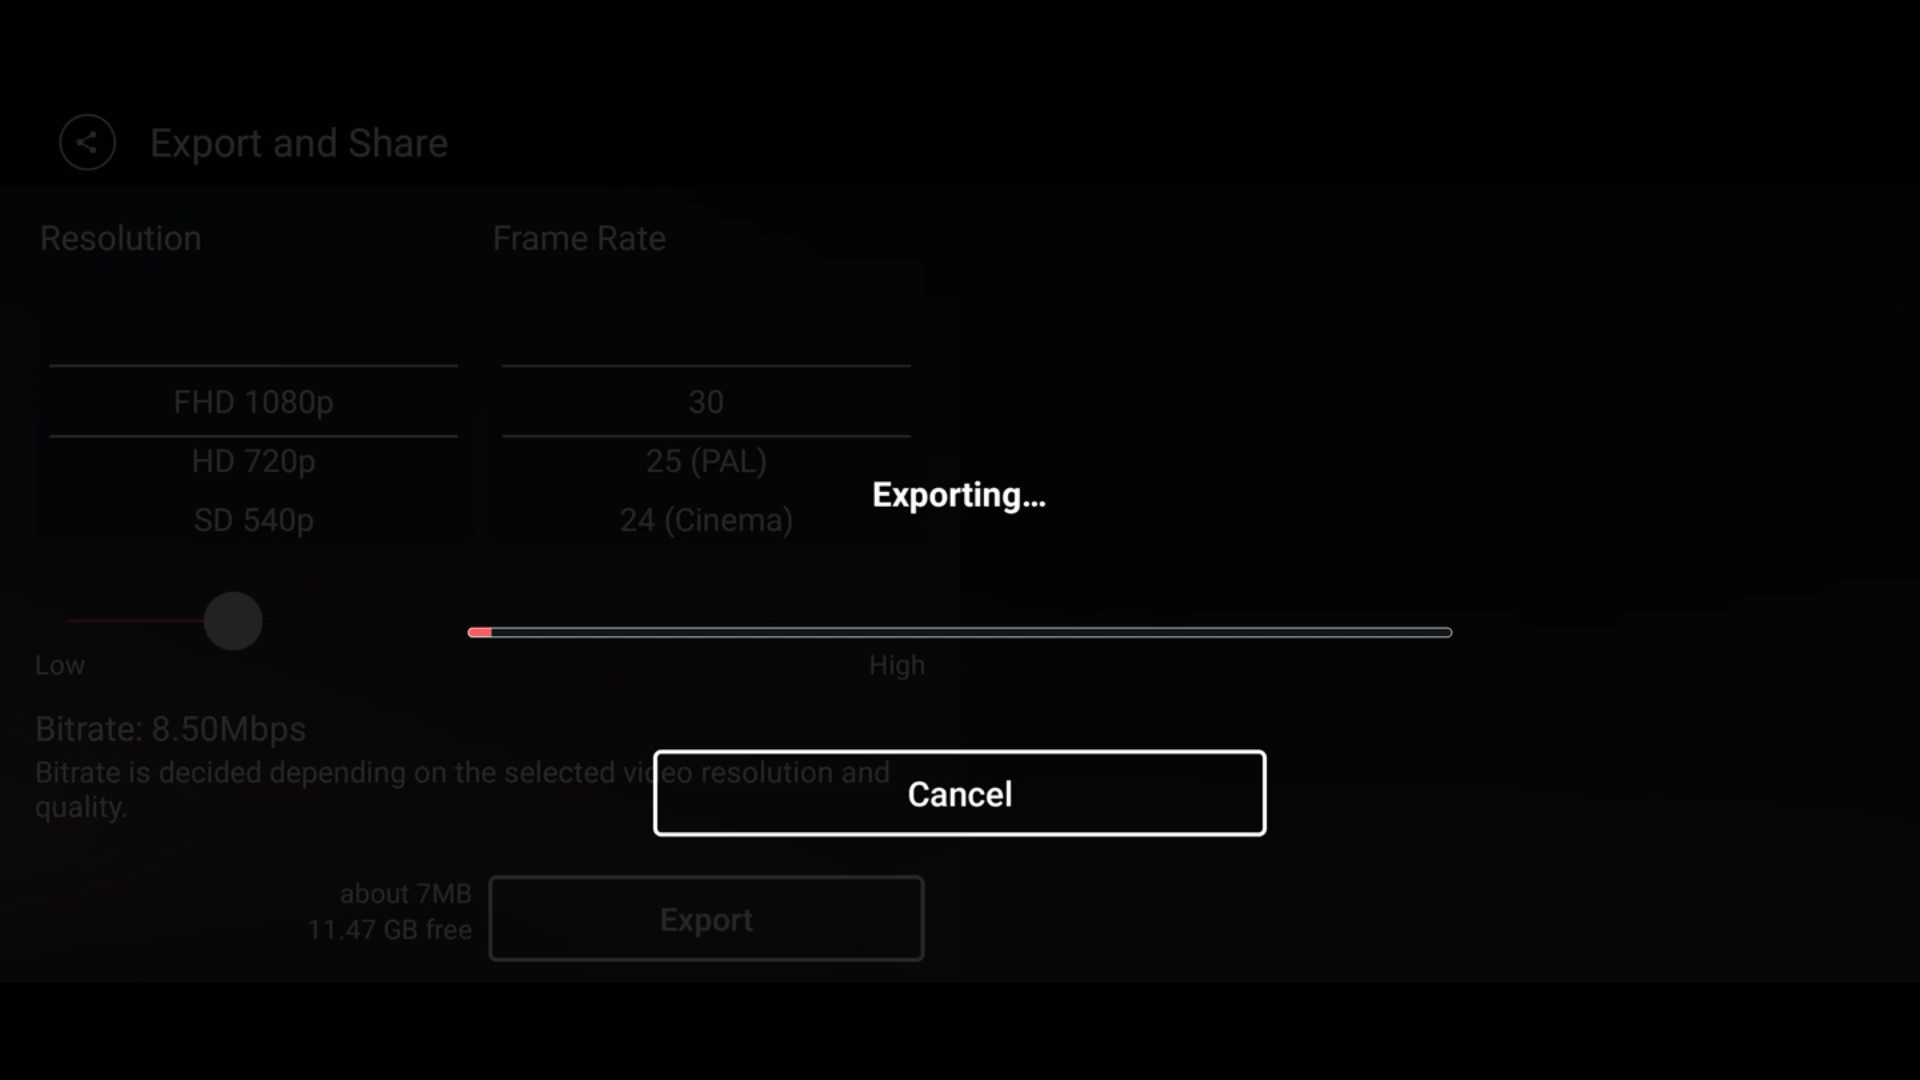 Export and Share
Resolution
Frame Rate
FHD 1080p
30
HD 720p
25 (PAL)
SD 540p
24 (Cinema)
Exporting...
Low
High
Bitrate: 8.50Mbps
Bitrate is decided depending on the selected video resolution and
quality.
Cancel
about 7MB
11.47 GB free
Export